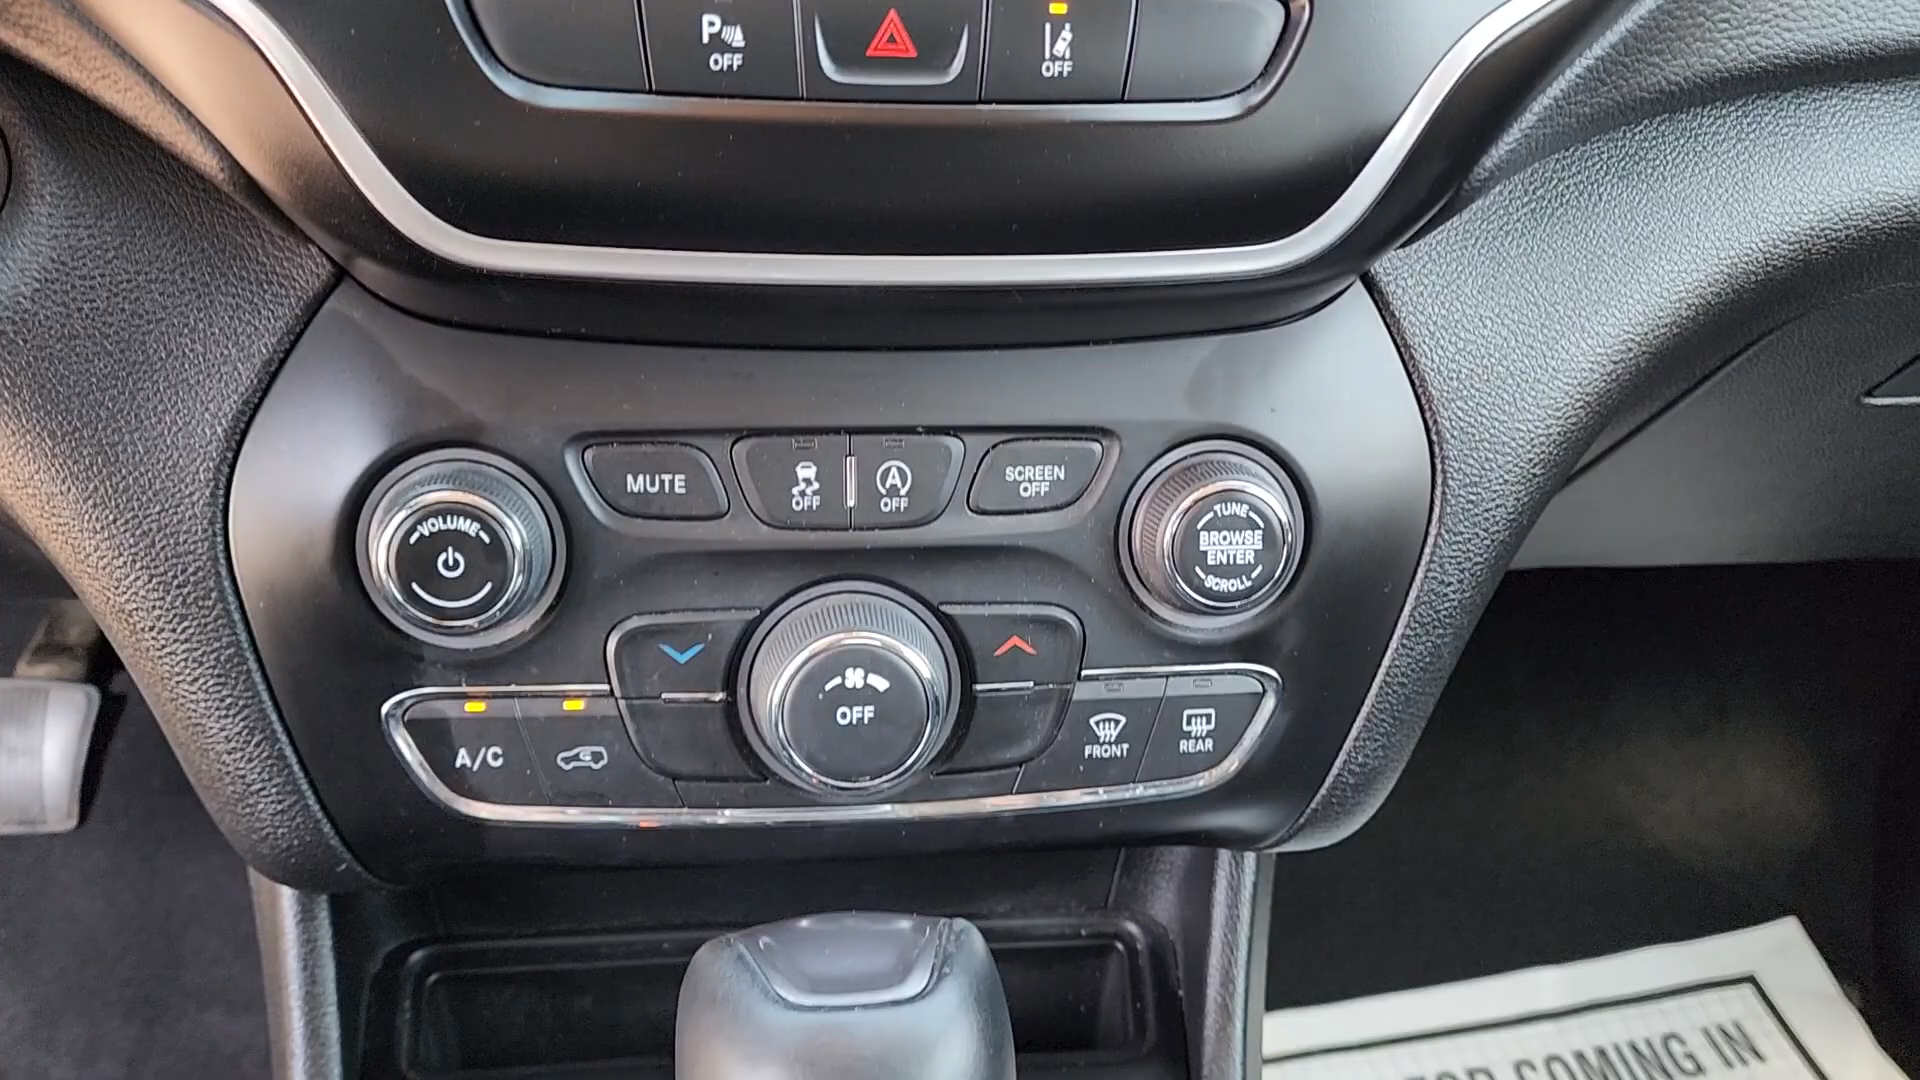 P
OFF
OFF
MUTE
OFF
A
OFF
SCREEN
OFF
VOLUME
TUNE
BROWSE
ENTER
SCROLL
OFF
A/C
FRONT
REAR
COMING IN